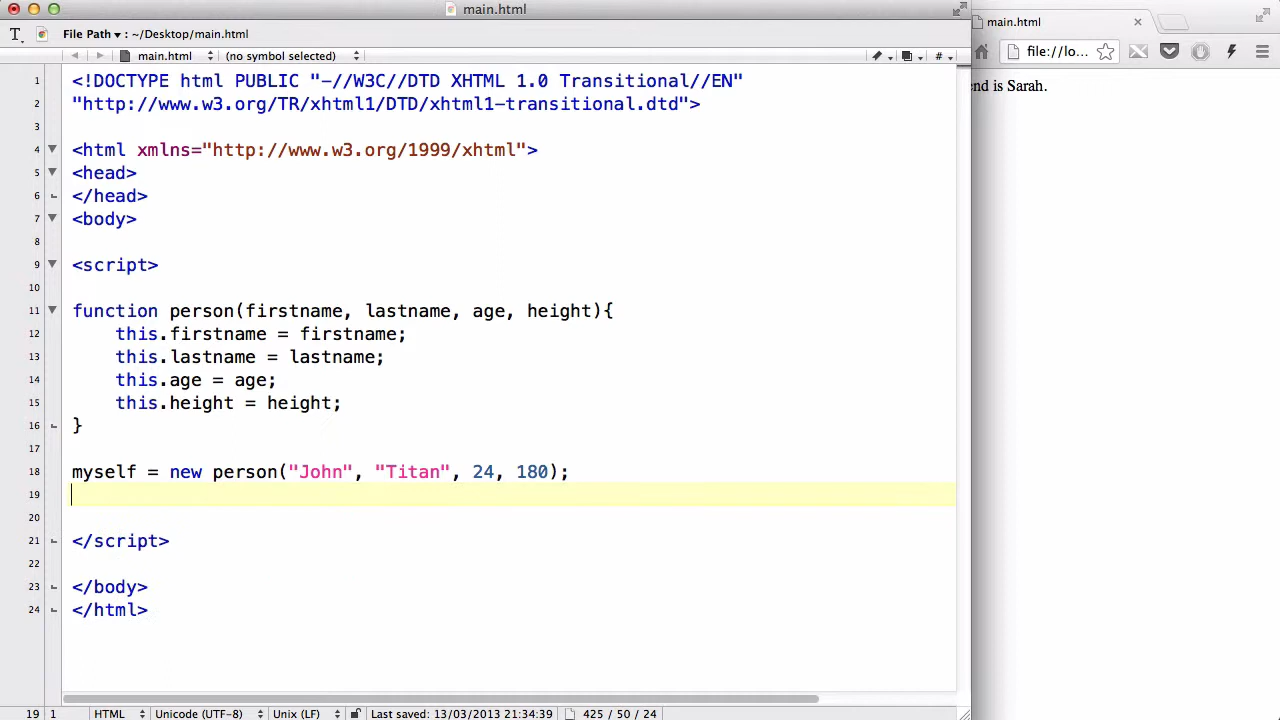 main.html
File Path ▾ : ~/Desktop/main.html
main.html (no symbol selected) #
1 <!DOCTYPE html PUBLIC "-//W3C//DTD XHTML 1.0 Transitional//EN"
2 "http://www.w3.org/TR/xhtml1/DTD/xhtml1-transitional.dtd">
3
4 <html xmlns="http://www.w3.org/1999/xhtml">
5 <head>
6 </head>
7 <body>
8
9 <script>
10
11 function person(firstname, lastname, age, height){
12 this.firstname = firstname;
13 this.lastname = lastname;
14 this.age = age;
15 this.height = height;
16 }
17
18 myself = new person("John", "Titan", 24, 180);
19
20
21 </script>
22
23 </body>
24 </html>
19 1 HTML Unicode (UTF-8) Unix (LF) Last saved: 13/03/2013 21:34:39 425 / 50 / 24
main.html
file://lo...
end is Sarah.